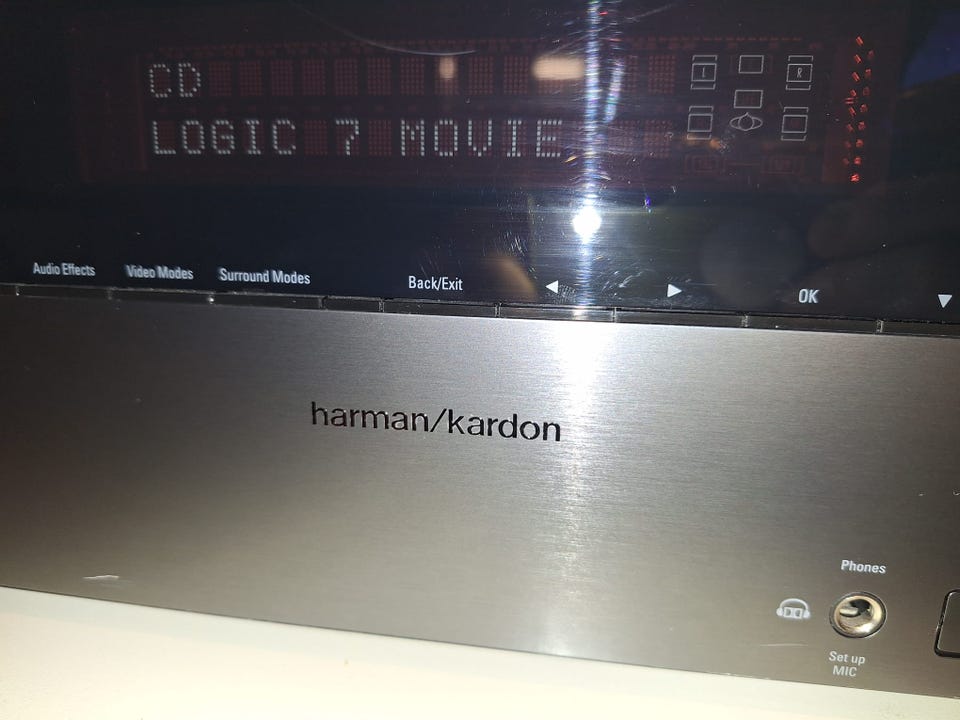 CD
LOGIC 7 MOVIE
L R
Audio Effects Video Modes Surround Modes Back/Exit ◀ ▶ OK ▼
harman/kardon
Phones
Set up
MIC